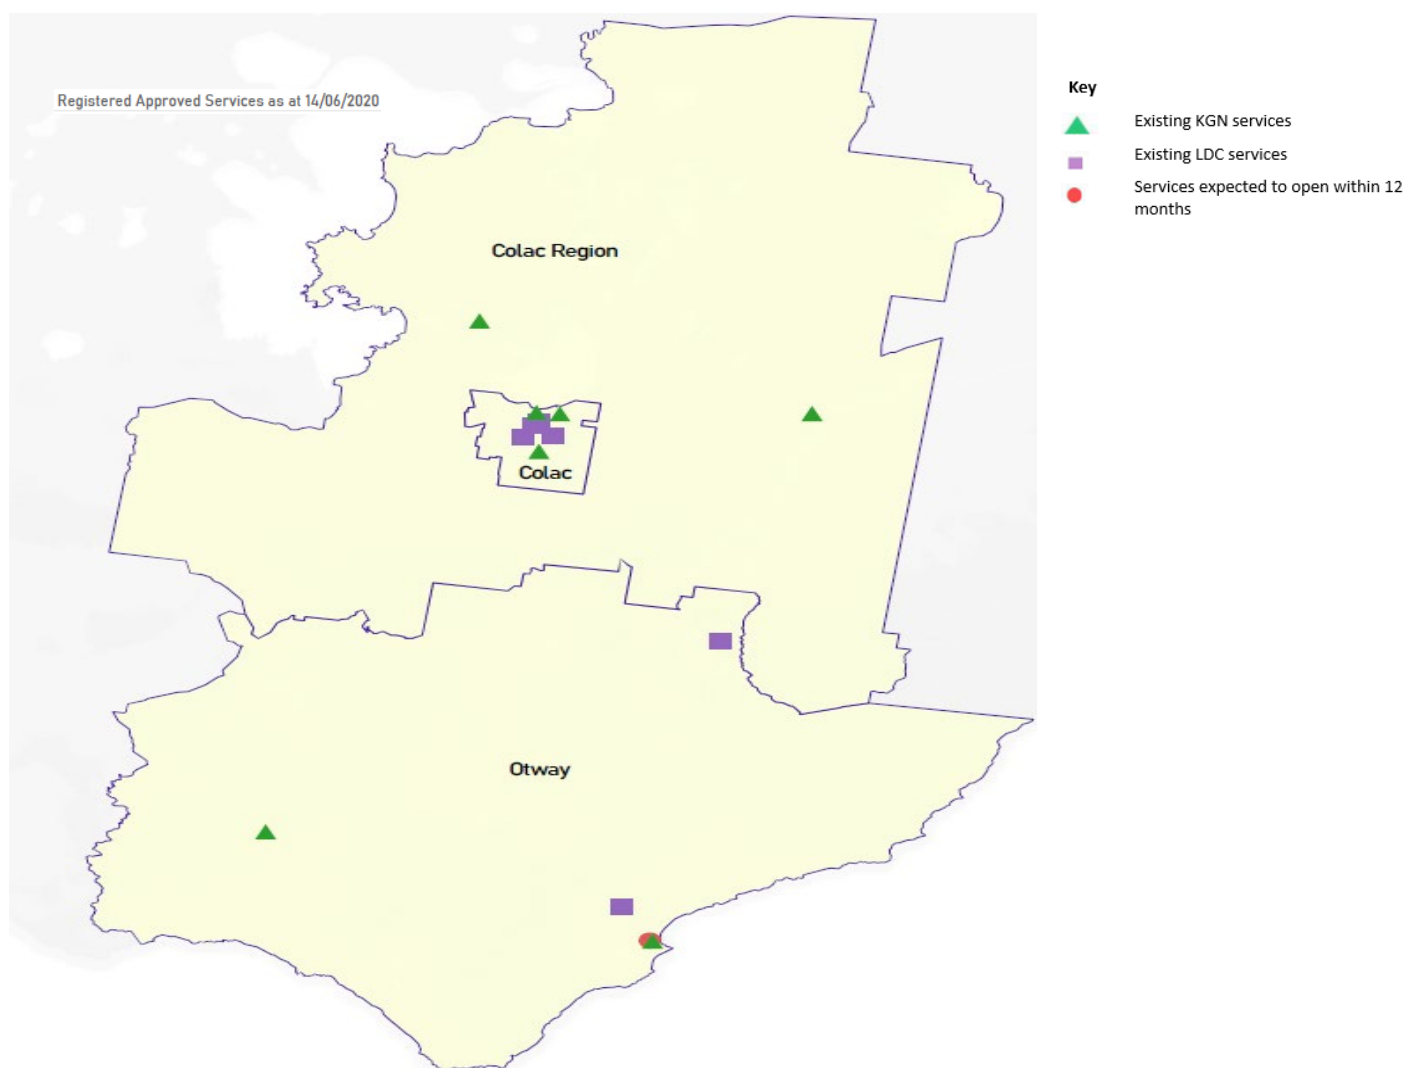 Registered Approved Services as at 14/06/2020
Key
Existing KGN services
Existing LDC services
Services expected to open within 12
months
Colac Region
Colac
Otway